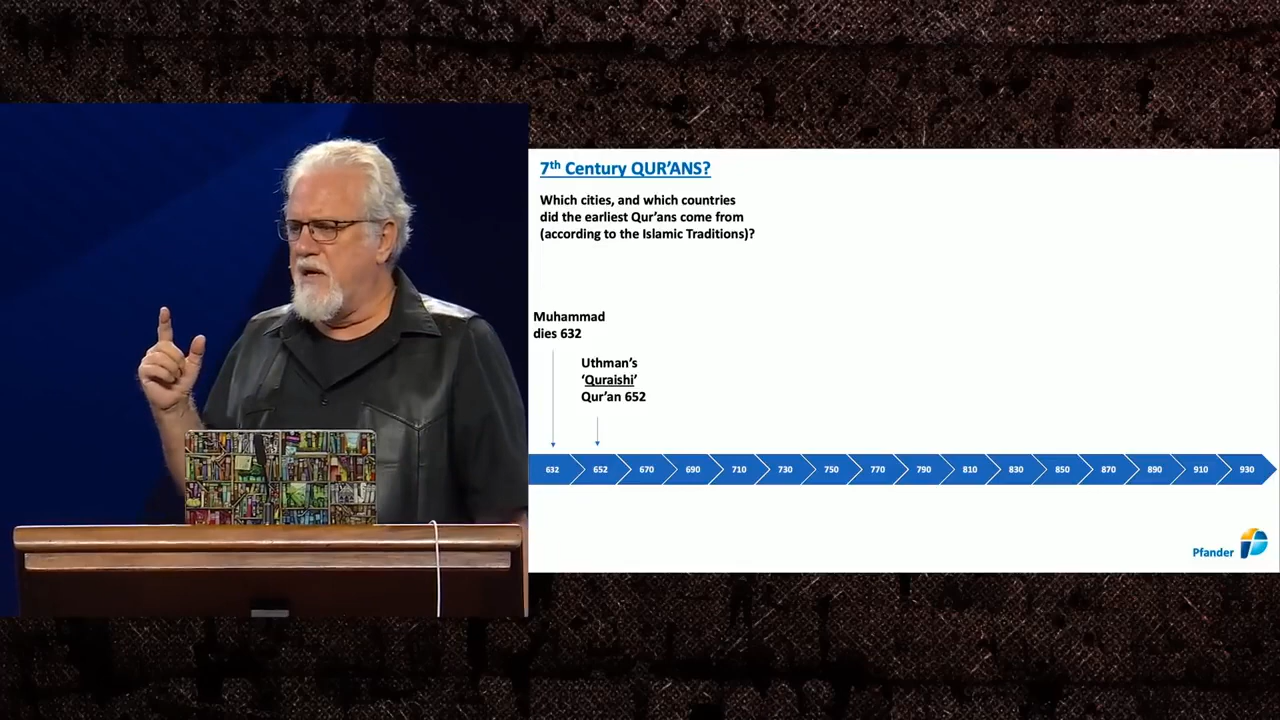 7th Century QUR'ANS?
Which cities, and which countries
did the earliest Qur'ans come from
(according to the Islamic Traditions)?
Muhammad
dies 632
Uthman's
‘Quraishi’
Qur'an 652
632 652 670 690 710 730 750 770 790 810 830 850 870 890 910 930
Pfander